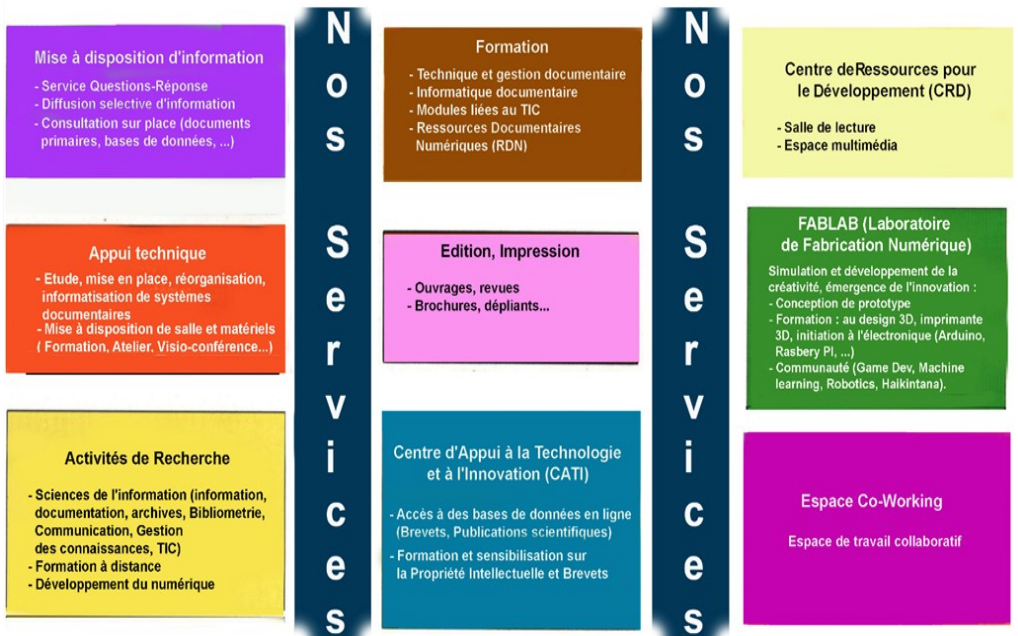 Mise à disposition d'information
- Service Questions-Réponse
- Diffusion selective d'information
- Consultation sur place (documents
primaires, bases de données, ...)
Appui technique
- Etude, mise en place, réorganisation,
informatisation de systèmes
documentaires
- Mise à disposition de salle et matériels
( Formation, Atelier, Visio-conférence...)
Activités de Recherche
- Sciences de l'information (information,
documentation, archives, Bibliometrie,
Communication, Gestion
des connaissances, TIC)
- Formation à distance
- Développement du numérique
Nos Services
Formation
- Technique et gestion documentaire
- Informatique documentaire
- Modules liées au TIC
- Ressources Documentaires
Numériques (RDN)
Edition, Impression
- Ouvrages, revues
- Brochures, dépliants...
Centre d'Appui à la Technologie
et à l'Innovation (CATI)
- Accès à des bases de données en ligne
(Brevets, Publications scientifiques)
- Formation et sensibilisation sur
la Propriété Intellectuelle et Brevets
Nos Services
Centre deRessources pour
le Développement (CRD)
- Salle de lecture
- Espace multimédia
FABLAB (Laboratoire
de Fabrication Numérique)
Simulation et développement de la
créativité, émergence de l'innovation :
- Conception de prototype
- Formation : au design 3D, imprimante
3D, initiation à l'électronique (Arduino,
Rasbery PI, ...)
- Communauté (Game Dev, Machine
learning, Robotics, Haikintana).
Espace Co-Working
Espace de travail collaboratif